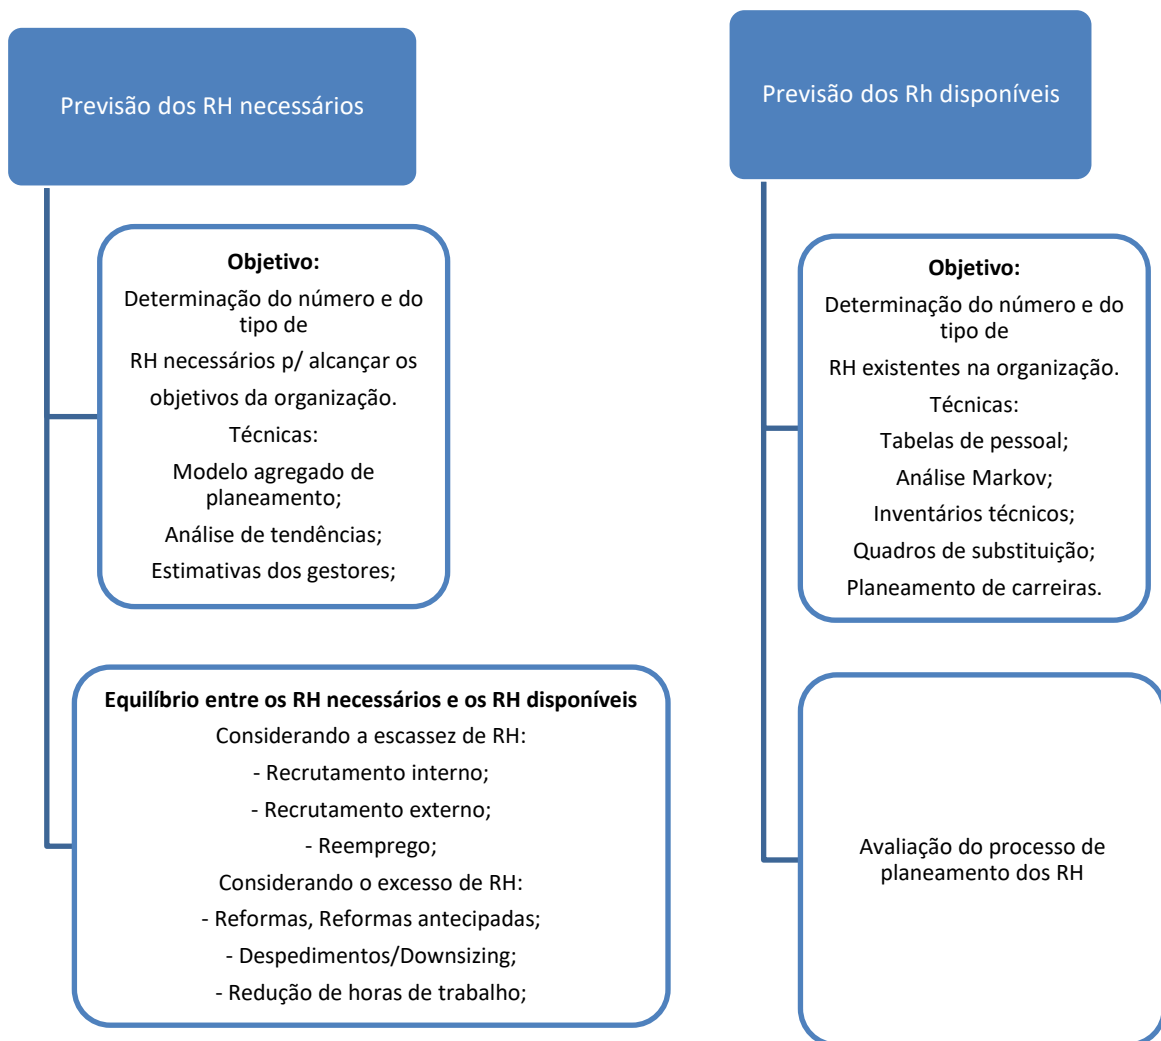 Previsão dos RH necessários
Objetivo:
Determinação do número e do
tipo de
RH necessários p/ alcançar os
objetivos da organização.
Técnicas:
Modelo agregado de
planeamento;
Análise de tendências;
Estimativas dos gestores;
Equilíbrio entre os RH necessários e os RH disponíveis
Considerando a escassez de RH:
- Recrutamento interno;
- Recrutamento externo;
- Reemprego;
Considerando o excesso de RH:
- Reformas, Reformas antecipadas;
- Despedimentos/Downsizing;
- Redução de horas de trabalho;
Previsão dos Rh disponíveis
Objetivo:
Determinação do número e do
tipo de
RH existentes na organização.
Técnicas:
Tabelas de pessoal;
Análise Markov;
Inventários técnicos;
Quadros de substituição;
Planeamento de carreiras.
Avaliação do processo de
planeamento dos RH